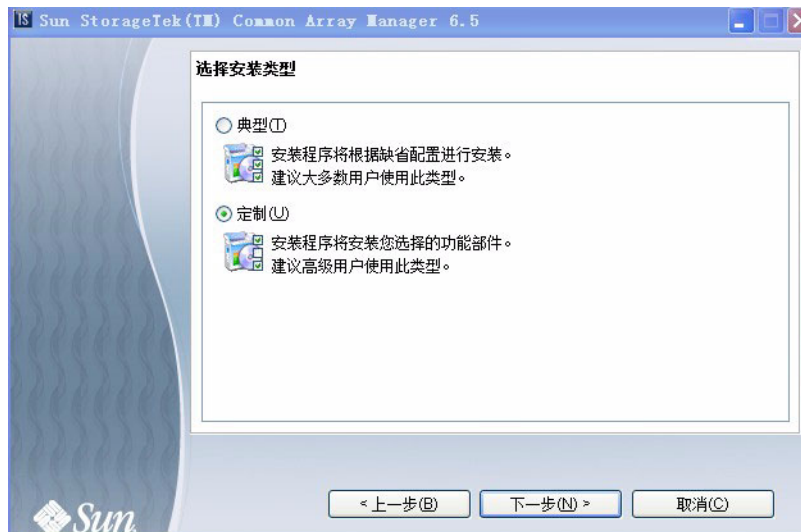 Sun StorageTek(TM) Common Array Manager 6.5
选择安装类型
典型(T)
安装程序将根据缺省配置进行安装。
建议大多数用户使用此类型。
定制(U)
安装程序将安装您选择的功能部件。
建议高级用户使用此类型。
<上一步(B)
下一步(N)>
取消(C)
Sun